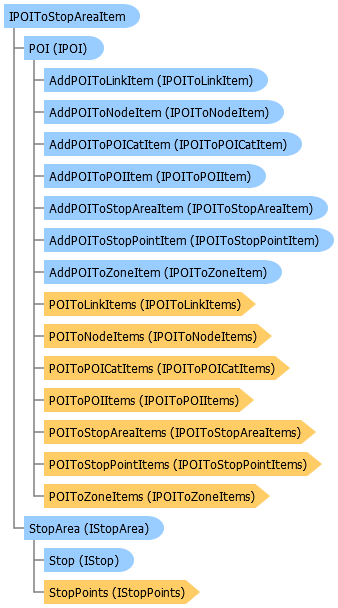 IPOIToStopAreaItem
POI (IPOI)
AddPOIToLinkItem (IPOIToLinkItem)
AddPOIToNodeItem (IPOIToNodeItem)
AddPOIToPOICatItem (IPOIToPOICatItem)
AddPOIToPOIItem (IPOIToPOIItem)
AddPOIToStopAreaItem (IPOIToStopAreaItem)
AddPOIToStopPointItem (IPOIToStopPointItem)
AddPOIToZoneItem (IPOIToZoneItem)
POIToLinkItems (IPOIToLinkItems)
POIToNodeItems (IPOIToNodeItems)
POIToPOICatItems (IPOIToPOICatItems)
POIToPOIItems (IPOIToPOIItems)
POIToStopAreaItems (IPOIToStopAreaItems)
POIToStopPointItems (IPOIToStopPointItems)
POIToZoneItems (IPOIToZoneItems)
StopArea (IStopArea)
Stop (IStop)
StopPoints (IStopPoints)